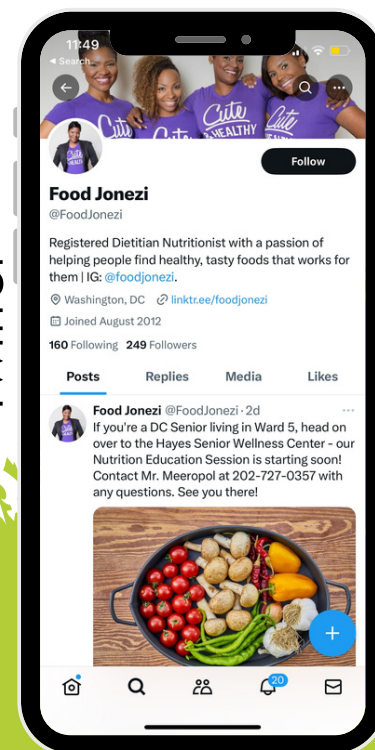 11:49
Search
Cute
Cute
& HEALTHY
Cute
Cute
Follow
Food Jonezi
@FoodJonezi
Registered Dietitian Nutritionist with a passion of
helping people find healthy, tasty foods that works for
them | IG: @foodjonezi.
Washington, DC linktr.ee/foodjonezi
Joined August 2012
160 Following 249 Followers
Posts Replies Media Likes
Food Jonezi @FoodJonezi · 2d
If you're a DC Senior living in Ward 5, head on
over to the Hayes Senior Wellness Center - our
Nutrition Education Session is starting soon!
Contact Mr. Meeropol at 202-727-0357 with
any questions. See you there!
20